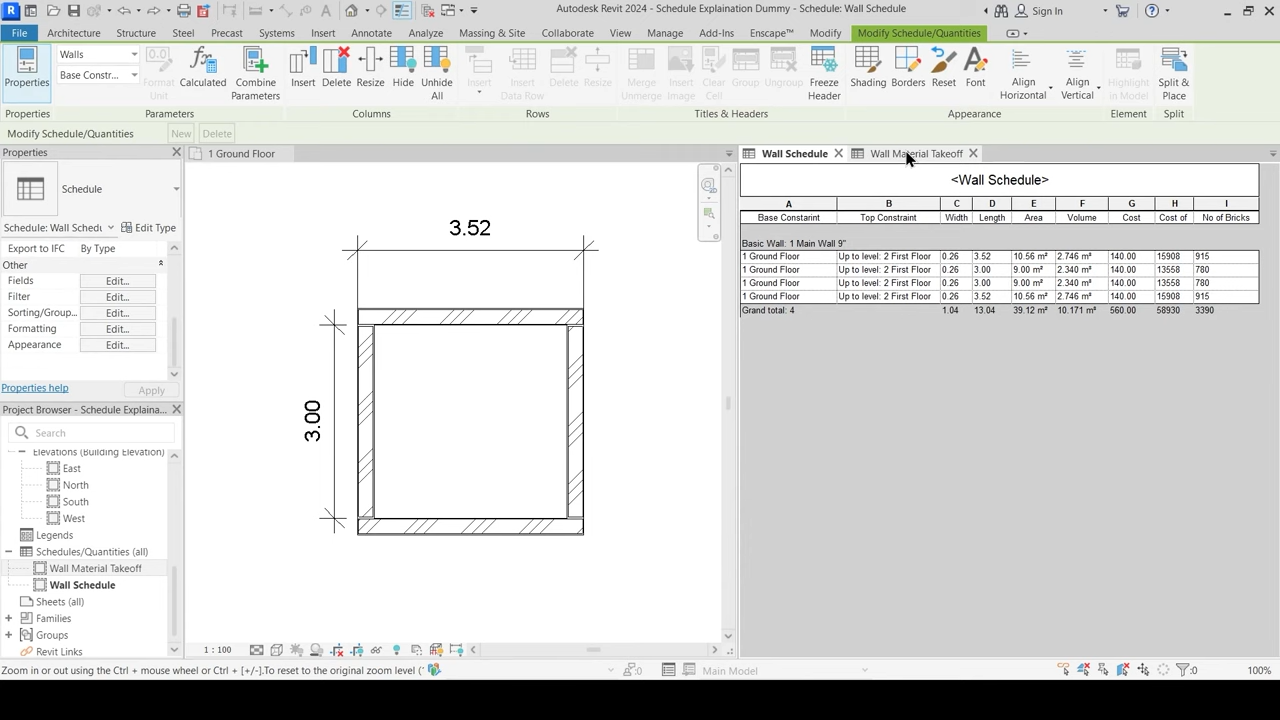 Autodesk Revit 2024 - Schedule Explaination Dummy - Schedule: Wall Schedule
Sign In
File Architecture Structure Steel Precast Systems Insert Annotate Analyze Massing & Site Collaborate View Manage Add-Ins Enscape™ Modify Modify Schedule/Quantities
Properties
Walls
Base Constr...
0.0
Format Unit
Calculated
Combine Parameters
Insert
Delete
Resize
Hide
Unhide All
Insert
Insert Data Row
Delete
Resize
Merge Unmerge
Insert Image
Clear Cell
Group
Ungroup
Freeze Header
Shading
Borders
Reset
Font
Align Horizontal
Align Vertical
Highlight in Model
Split & Place
Properties Parameters Columns Rows Titles & Headers Appearance Element Split
Modify Schedule/Quantities New Delete
Properties
Schedule
Schedule: Wall Schedu
Edit Type
Export to IFC By Type
Other
Fields Edit...
Filter Edit...
Sorting/Group... Edit...
Formatting Edit...
Appearance Edit...
Properties help
Apply
Project Browser - Schedule Explaina...
Search
Elevations (Building Elevation)
East
North
South
West
Legends
Schedules/Quantities (all)
Wall Material Takeoff
Wall Schedule
Sheets (all)
Families
Groups
Revit Links
1 Ground Floor
3.52
3.00
1 : 100
Wall Schedule
Wall Material Takeoff
<Wall Schedule>
A B C D E F G H I
Base Constraint Top Constraint Width Length Area Volume Cost Cost of No of Bricks
Basic Wall: 1 Main Wall 9"
1 Ground Floor Up to level: 2 First Floor 0.26 3.52 10.56 m² 2.746 m³ 140.00 15908 915
1 Ground Floor Up to level: 2 First Floor 0.26 3.00 9.00 m² 2.340 m³ 140.00 13558 780
1 Ground Floor Up to level: 2 First Floor 0.26 3.00 9.00 m² 2.340 m³ 140.00 13558 780
1 Ground Floor Up to level: 2 First Floor 0.26 3.52 10.56 m² 2.746 m³ 140.00 15908 915
Grand total: 4 1.04 13.04 39.12 m² 10.171 m³ 560.00 58930 3390
Zoom in or out using the Ctrl + mouse wheel or Ctrl + [+/-].To reset to the original zoom level (
:0
Main Model
:0
100%